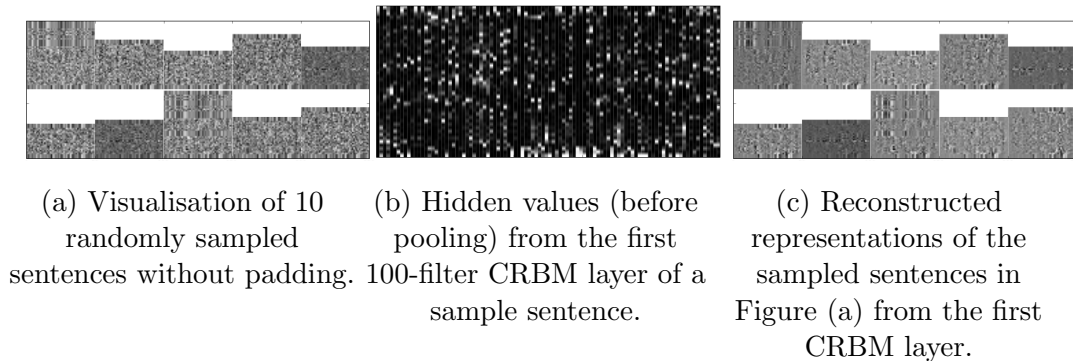 (a) Visualisation of 10
randomly sampled
sentences without padding.
(b) Hidden values (before
pooling) from the first
100-filter CRBM layer of a
sample sentence.
(c) Reconstructed
representations of the
sampled sentences in
Figure (a) from the first
CRBM layer.